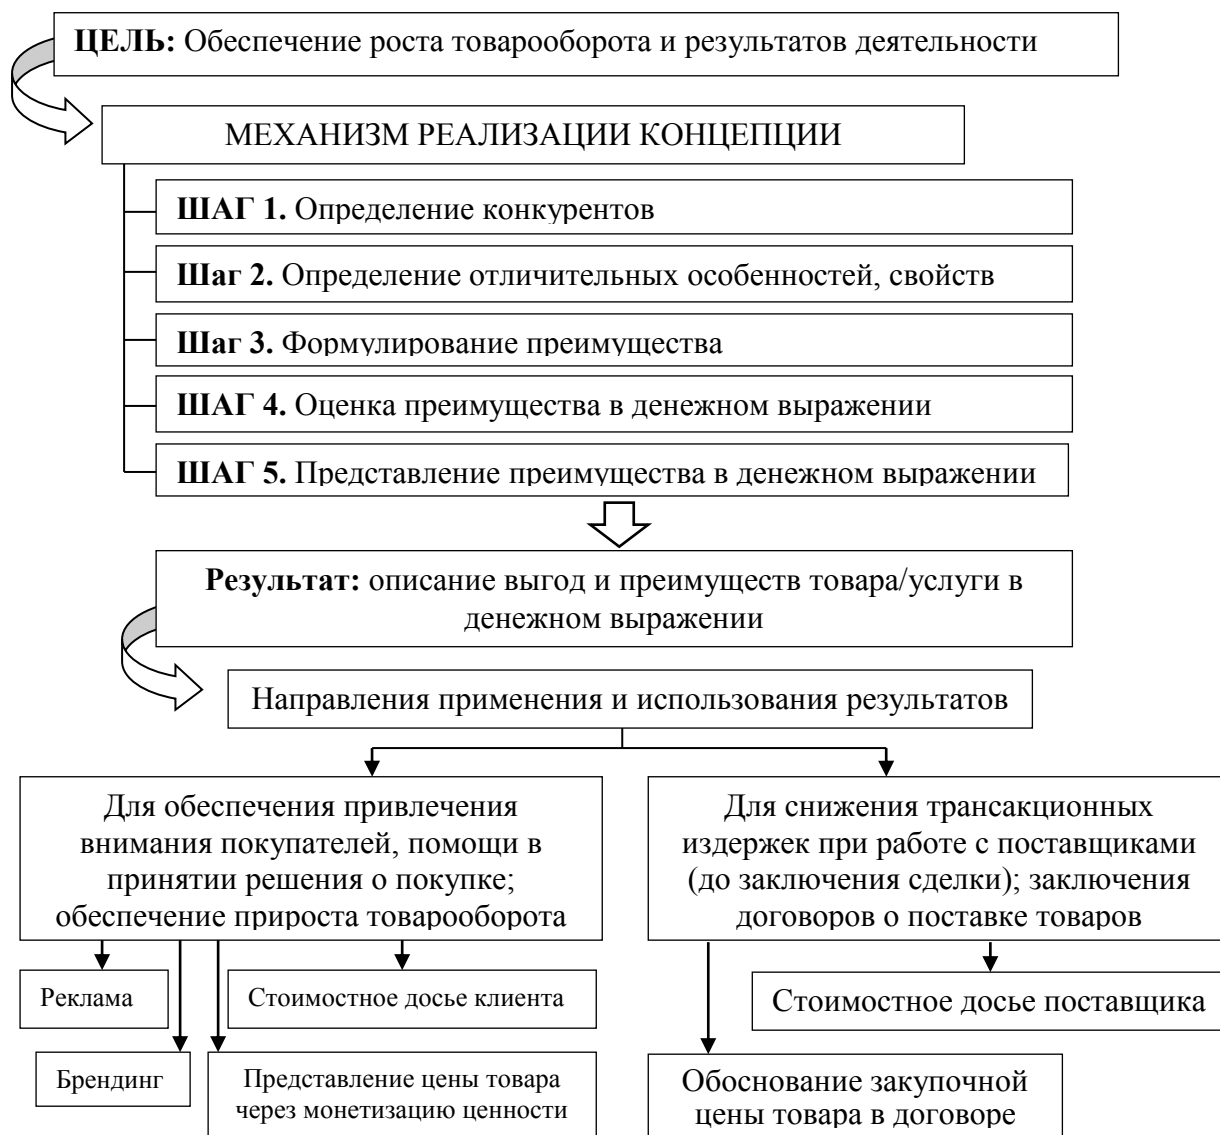 ЦЕЛЬ: Обеспечение роста товарооборота и результатов деятельности
МЕХАНИЗМ РЕАЛИЗАЦИИ КОНЦЕПЦИИ
ШАГ 1. Определение конкурентов
Шаг 2. Определение отличительных особенностей, свойств
Шаг 3. Формулирование преимущества
ШАГ 4. Оценка преимущества в денежном выражении
ШАГ 5. Представление преимущества в денежном выражении
Результат: описание выгод и преимуществ товара/услуги в
денежном выражении
Направления применения и использования результатов
Для обеспечения привлечения
внимания покупателей, помощи в
принятии решения о покупке;
обеспечение прироста товарооборота
Для снижения трансакционных
издержек при работе с поставщиками
(до заключения сделки); заключения
договоров о поставке товаров
Реклама
Стоимостное досье клиента
Стоимостное досье поставщика
Брендинг
Представление цены товара
через монетизацию ценности
Обоснование закупочной
цены товара в договоре